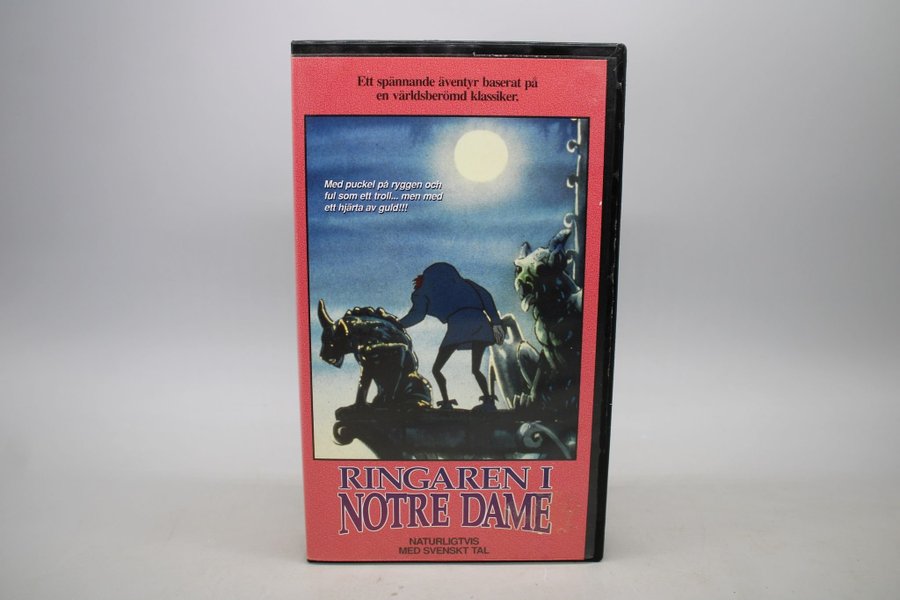 Ett spännande äventyr baserat på
en världsberömd klassiker.
Med puckel på ryggen och
ful som ett troll... men med
ett hjärta av guld!!!
RINGAREN I
NOTRE DAME
NATURLIGTVIS
MED SVENSKT TAL